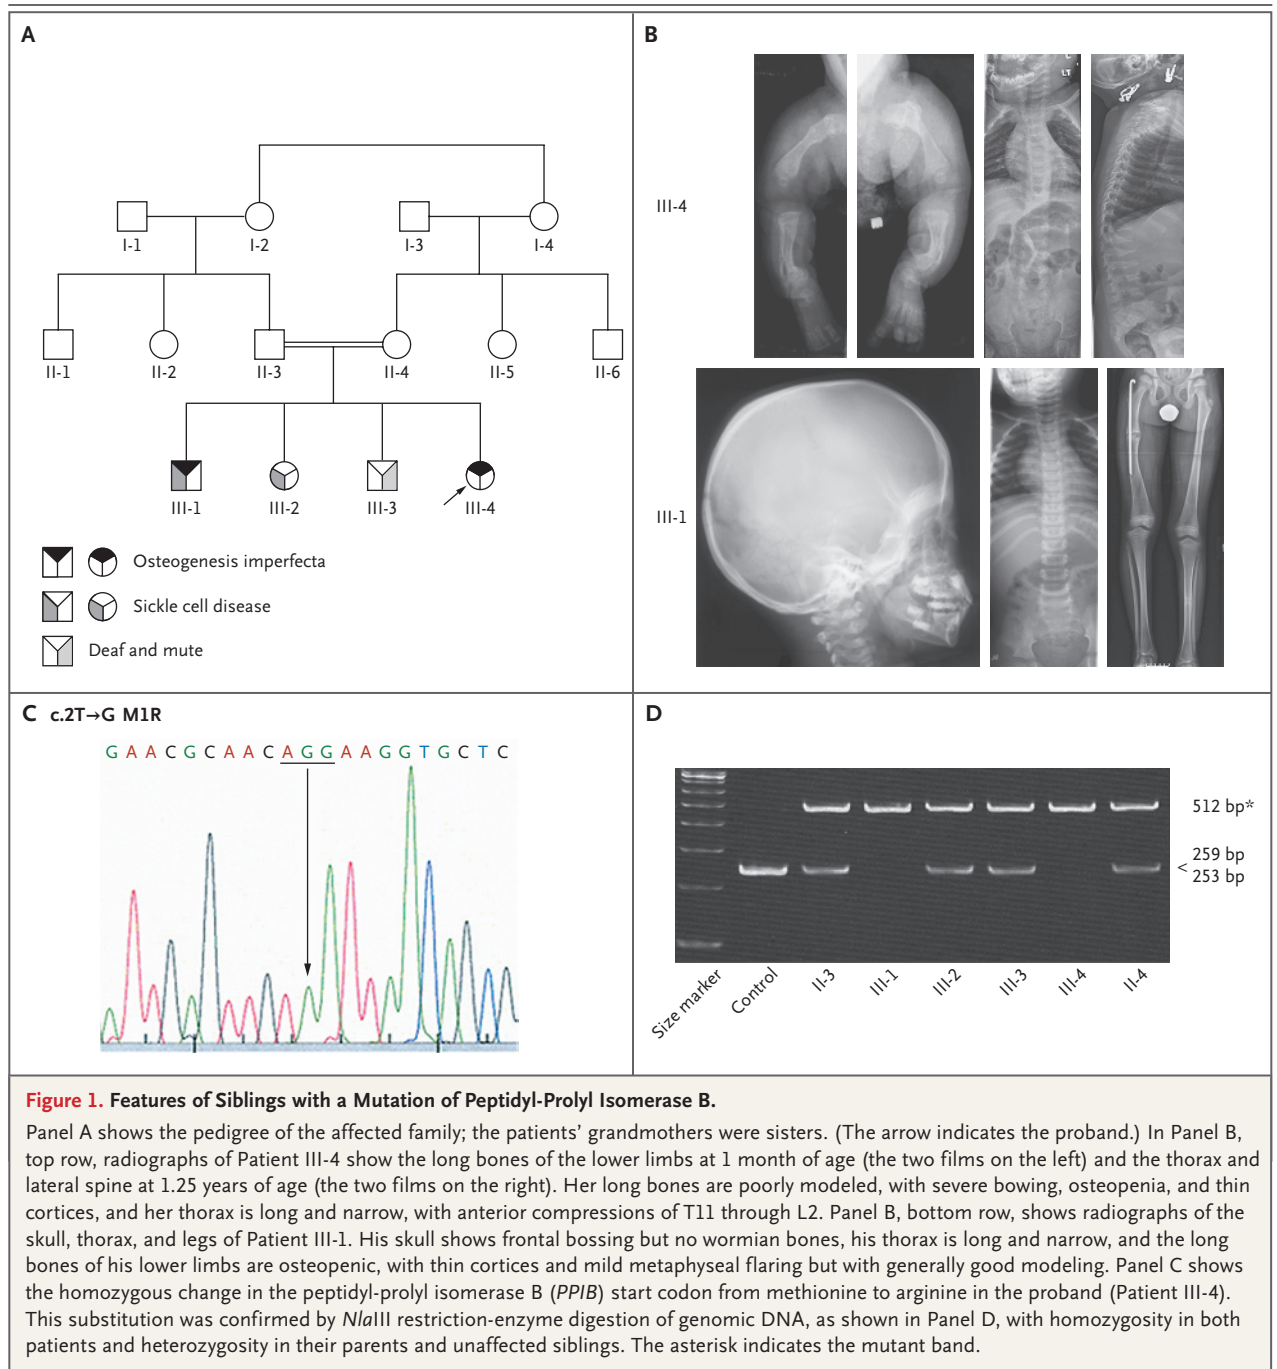 A
I-1
I-2
I-3
I-4
II-1
II-2
II-3
II-4
II-5
II-6
III-1
III-2
III-3
III-4
Osteogenesis imperfecta
Sickle cell disease
Deaf and mute
B
LT
III-4
III-1
C c.2T→G M1R
G A A C G C A A C A G G A A G G T G C T C
D
512 bp*
259 bp
<
253 bp
Size marker
Control
II-3
III-1
III-2
III-3
III-4
II-4
Figure 1. Features of Siblings with a Mutation of Peptidyl-Prolyl Isomerase B.
Panel A shows the pedigree of the affected family; the patients’ grandmothers were sisters. (The arrow indicates the proband.) In Panel B,
top row, radiographs of Patient III-4 show the long bones of the lower limbs at 1 month of age (the two films on the left) and the thorax and
lateral spine at 1.25 years of age (the two films on the right). Her long bones are poorly modeled, with severe bowing, osteopenia, and thin
cortices, and her thorax is long and narrow, with anterior compressions of T11 through L2. Panel B, bottom row, shows radiographs of the
skull, thorax, and legs of Patient III-1. His skull shows frontal bossing but no wormian bones, his thorax is long and narrow, and the long
bones of his lower limbs are osteopenic, with thin cortices and mild metaphyseal flaring but with generally good modeling. Panel C shows
the homozygous change in the peptidyl-prolyl isomerase B (PPIB) start codon from methionine to arginine in the proband (Patient III-4).
This substitution was confirmed by NlaIII restriction-enzyme digestion of genomic DNA, as shown in Panel D, with homozygosity in both
patients and heterozygosity in their parents and unaffected siblings. The asterisk indicates the mutant band.